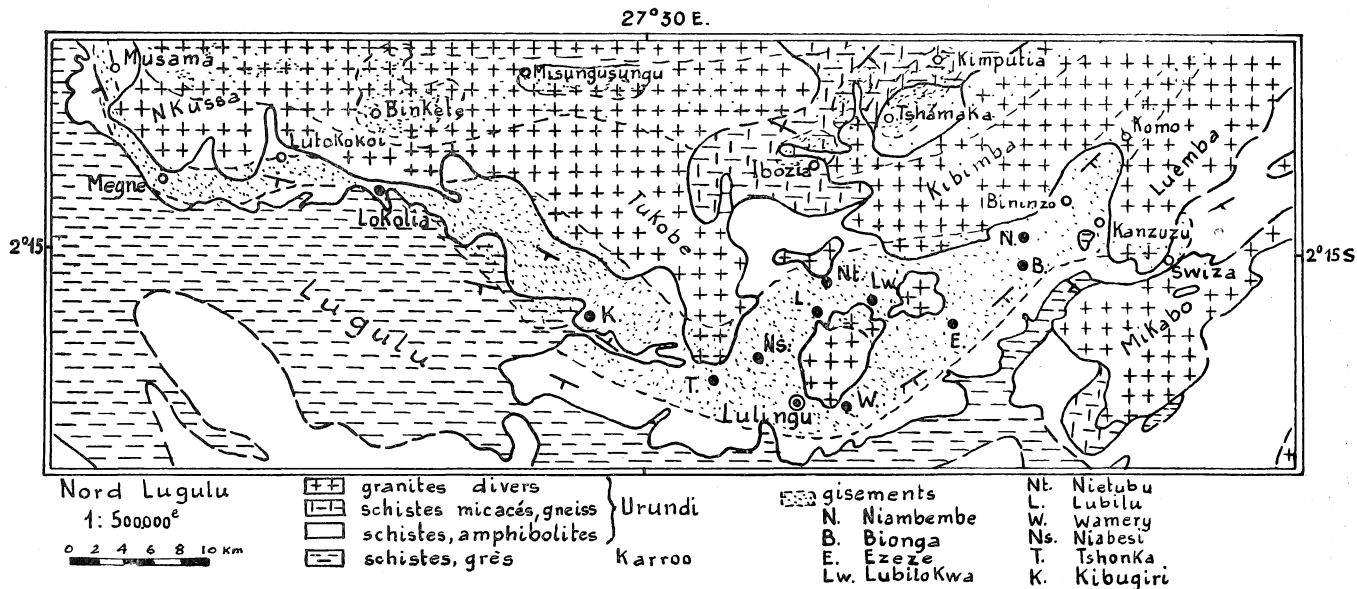 27°30 E.
Musama
Misungusungu
Kimputia
NKussa
Binkele
Tshamaka
Komo
Lutokokoi
Ibozia
Kibimba
Luemba
Megne
Lokolia
Tukobe
Bininzo
Kanzuzu
2°15
N.
2°15 S
B.
Swiza
Nt.
Lw.
Lugulu
K
L.
E.
Mikabo
Ns.
T.
Lulingu
W.
Nord Lugulu
1: 500,000e
0 2 4 6 8 10 Km
granites divers
schistes micacés, gneiss
schistes, amphibolites
Urundi
schistes, grès
Karroo
gisements
N. Niambembe
B. Bionga
E. Ezeze
Lw. LubiloKwa
Nt. Nietubu
L. Lubilu
W. Wamery
Ns. Niabesi
T. TshonKa
K. Kibugiri